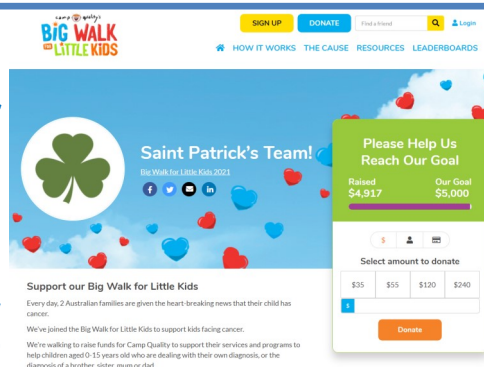 camp quality's
BiG WALK
FOR LiTTLE KiDS
SIGN UP
DONATE
Find a friend
Login
HOW IT WORKS THE CAUSE RESOURCES LEADERBOARDS
Saint Patrick's Team!
Big Walk for Little Kids 2021
Please Help Us
Reach Our Goal
Raised Our Goal
$4,917 $5,000
$
Select amount to donate
$35 $55 $120 $240
$
Donate
Support our Big Walk for Little Kids
Every day, 2 Australian families are given the heart-breaking news that their child has
cancer.
We've joined the Big Walk for Little Kids to support kids facing cancer.
We're walking to raise funds for Camp Quality to support their services and programs to
help children aged 0-15 years old who are dealing with their own diagnosis, or the
diagnosis of a brother, sister, mum or dad.